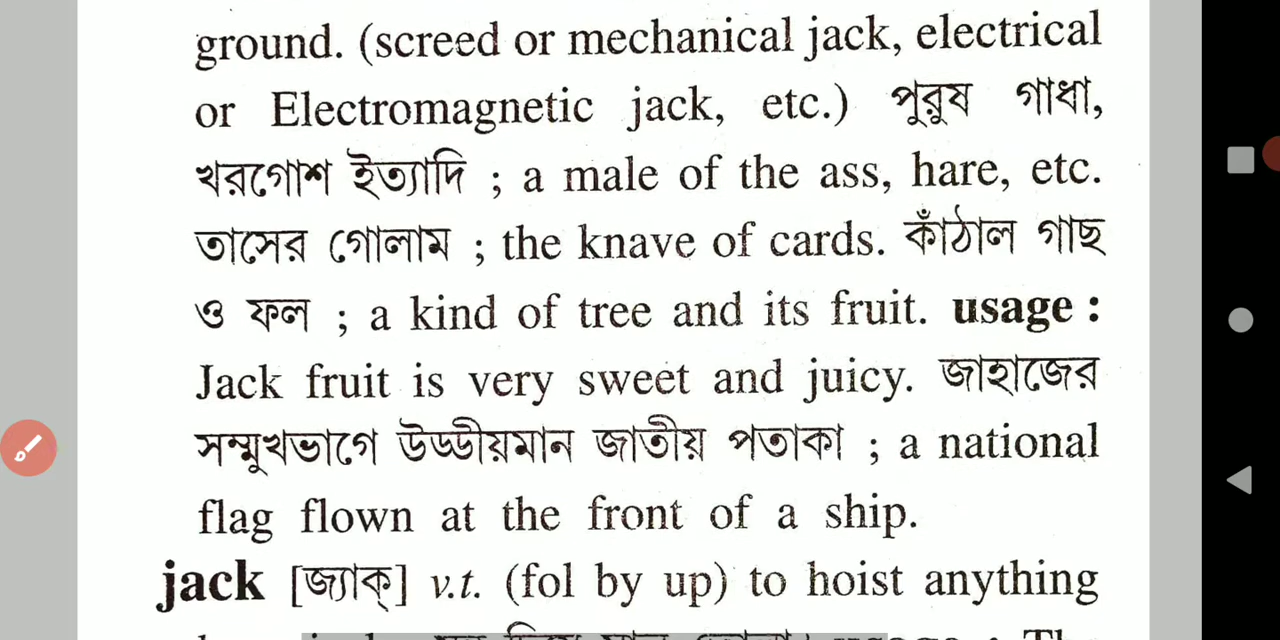 ground. (screed or mechanical jack, electrical
or Electromagnetic jack, etc.) পুরুষ গাধা,
খরগোশ ইত্যাদি ; a male of the ass, hare, etc.
তাসের গোলাম ; the knave of cards. কাঁঠাল গাছ
ও ফল ; a kind of tree and its fruit. usage :
Jack fruit is very sweet and juicy. জাহাজের
সম্মুখভাগে উড্ডীয়মান জাতীয় পতাকা ; a national
flag flown at the front of a ship.
jack [জ্যাক্] v.t. (fol by up) to hoist anything